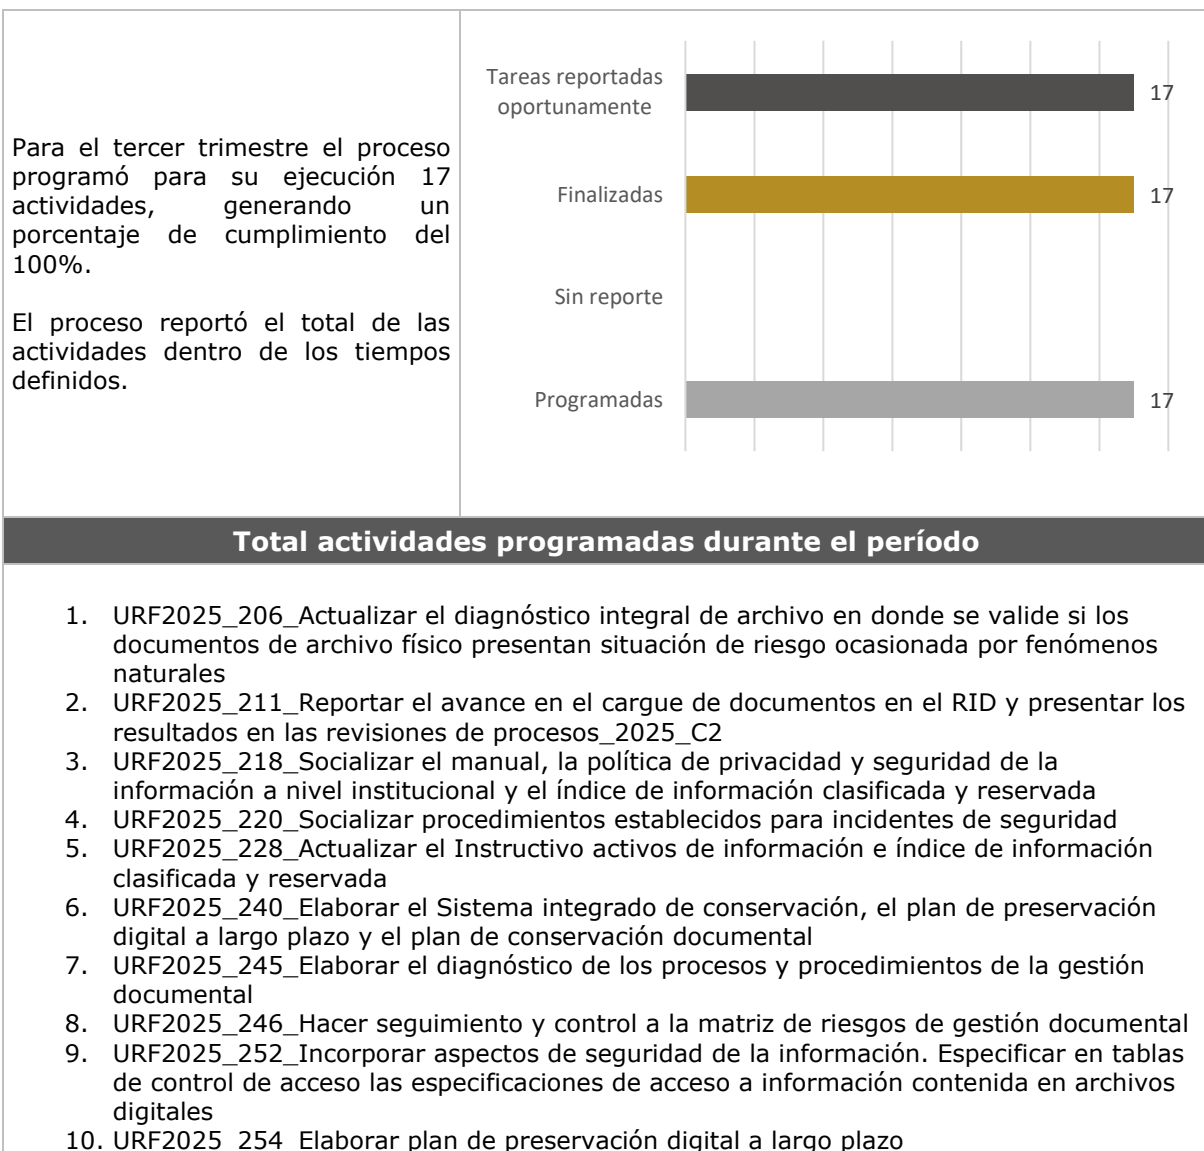 Para el tercer trimestre el proceso
programó para su ejecución 17
actividades, generando un
porcentaje de cumplimiento del
100%.
El proceso reportó el total de las
actividades dentro de los tiempos
definidos.
Tareas reportadas
oportunamente
17
Finalizadas
17
Sin reporte
Programadas
17
Total actividades programadas durante el período
1. URF2025_206_Actualizar el diagnóstico integral de archivo en donde se valide si los
documentos de archivo físico presentan situación de riesgo ocasionada por fenómenos
naturales
2. URF2025_211_Reportar el avance en el cargue de documentos en el RID y presentar los
resultados en las revisiones de procesos_2025_C2
3. URF2025_218_Socializar el manual, la política de privacidad y seguridad de la
información a nivel institucional y el índice de información clasificada y reservada
4. URF2025_220_Socializar procedimientos establecidos para incidentes de seguridad
5. URF2025_228_Actualizar el Instructivo activos de información e índice de información
clasificada y reservada
6. URF2025_240_Elaborar el Sistema integrado de conservación, el plan de preservación
digital a largo plazo y el plan de conservación documental
7. URF2025_245_Elaborar el diagnóstico de los procesos y procedimientos de la gestión
documental
8. URF2025_246_Hacer seguimiento y control a la matriz de riesgos de gestión documental
9. URF2025_252_Incorporar aspectos de seguridad de la información. Especificar en tablas
de control de acceso las especificaciones de acceso a información contenida en archivos
digitales
10. URF2025_254_Elaborar plan de preservación digital a largo plazo